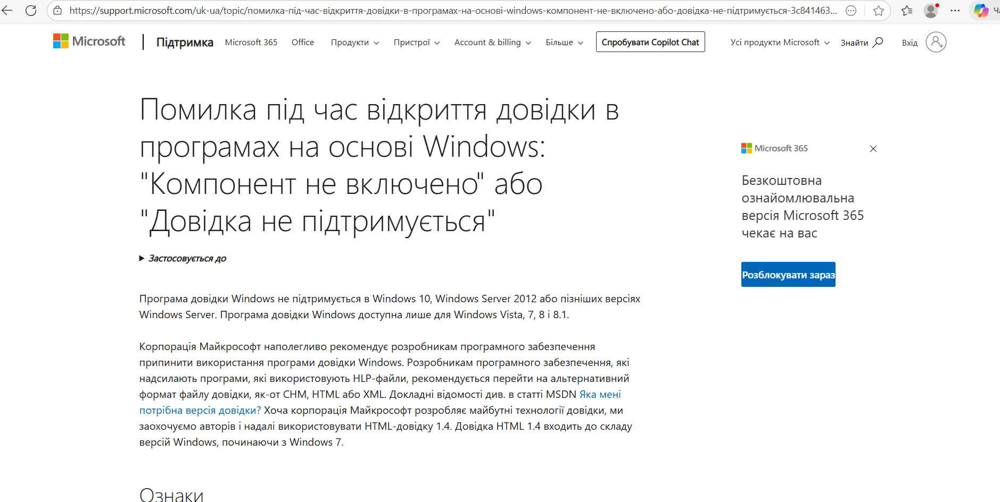 https://support.microsoft.com/uk-ua/topic/помилка-під-час-відкриття-довідки-в-програмах-на-основі-windows-компонент-не-включено-або-довідка-не-підтримується-3c841463...
Microsoft
Підтримка
Microsoft 365
Office
Продукти
Пристрої
Account & billing
Більше
Спробувати Copilot Chat
Усі продукти Microsoft
Знайти
Вхід
Помилка під час відкриття довідки в
програмах на основі Windows:
"Компонент не включено" або
"Довідка не підтримується"
Застосовується до
Програма довідки Windows не підтримується в Windows 10, Windows Server 2012 або пізніших версіях
Windows Server. Програма довідки Windows доступна лише для Windows Vista, 7, 8 і 8.1.
Корпорація Майкрософт наполегливо рекомендує розробникам програмного забезпечення
припинити використання програми довідки Windows. Розробникам програмного забезпечення, які
надсилають програми, які використовують HLP-файли, рекомендується перейти на альтернативний
формат файлу довідки, як-от CHM, HTML або XML. Докладні відомості див. в статті MSDN Яка мені
потрібна версія довідки? Хоча корпорація Майкрософт розробляє майбутні технології довідки, ми
заохочуємо авторів і надалі використовувати HTML-довідку 1.4. Довідка HTML 1.4 входить до складу
версій Windows, починаючи з Windows 7.
Ознаки
Microsoft 365
Безкоштовна
ознайомлювальна
версія Microsoft 365
чекає на вас
Розблокувати зараз